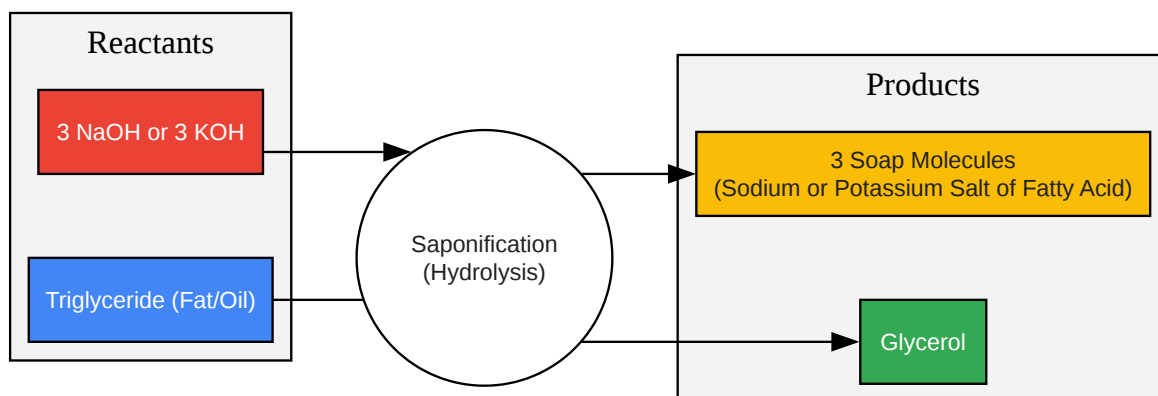 Reactants
3 NaOH or 3 KOH
Triglyceride (Fat/Oil)
Saponification
(Hydrolysis)
Products
3 Soap Molecules
(Sodium or Potassium Salt of Fatty Acid)
Glycerol